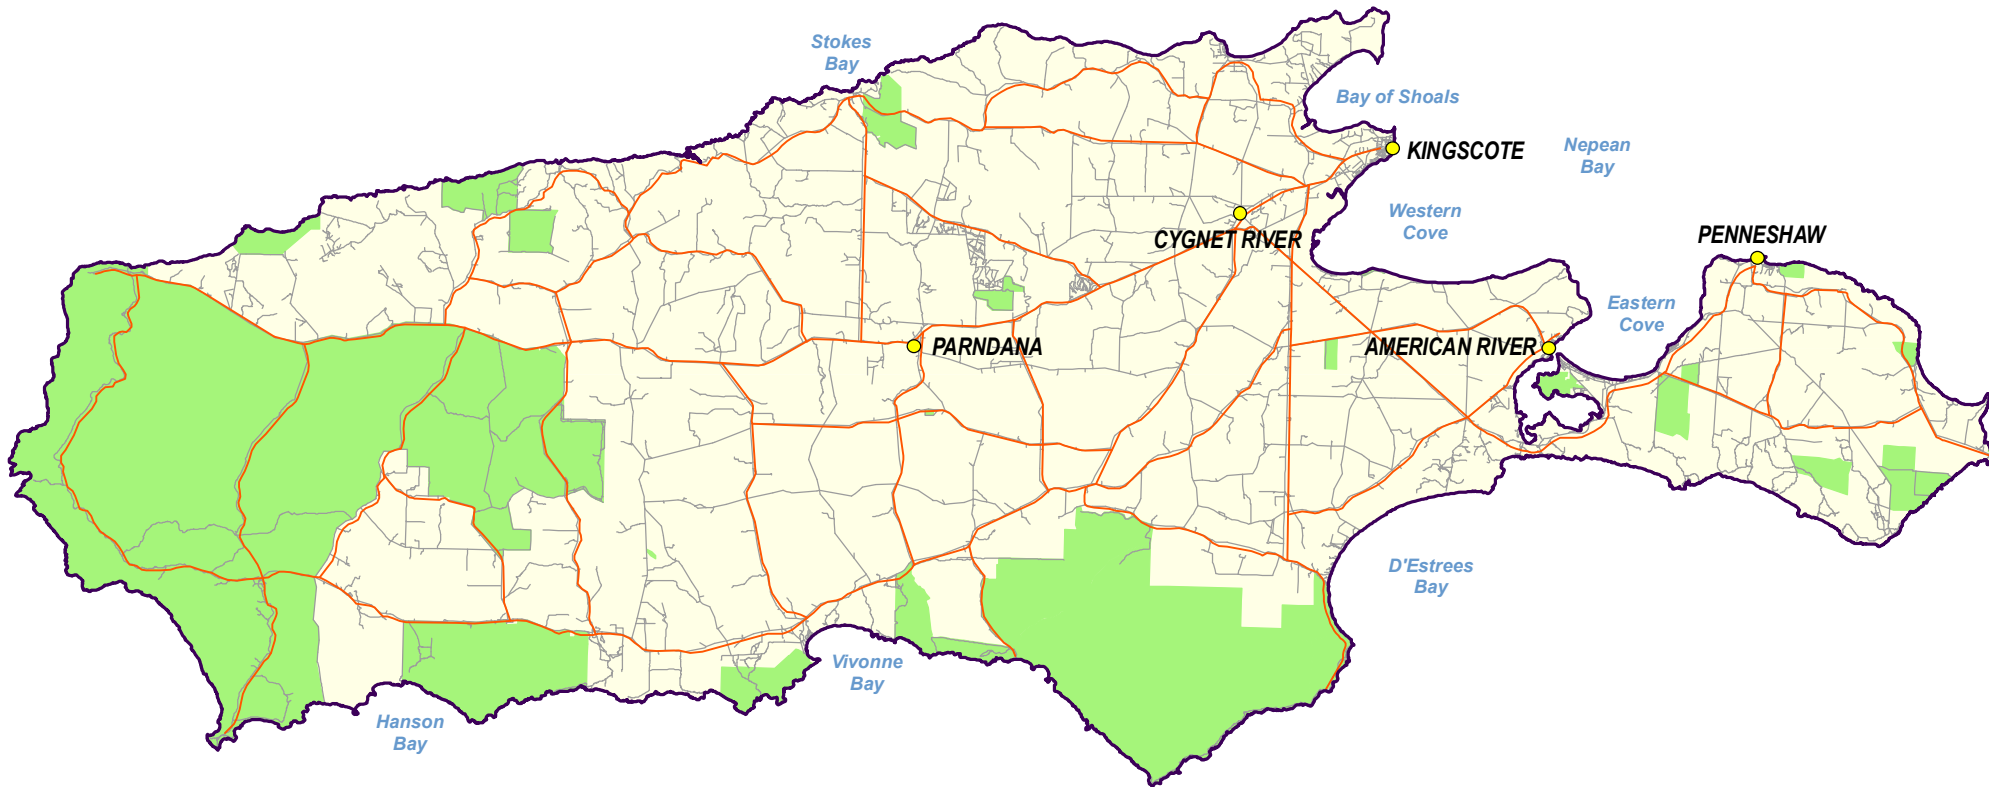 Stokes
Bay
Bay of Shoals
KINGSCOTE
Nepean
Bay
Western
Cove
CYGNET RIVER
PENNESHAW
Eastern
Cove
PARNDANA
AMERICAN RIVER
D'Estrees
Bay
Vivonne
Bay
Hanson
Bay